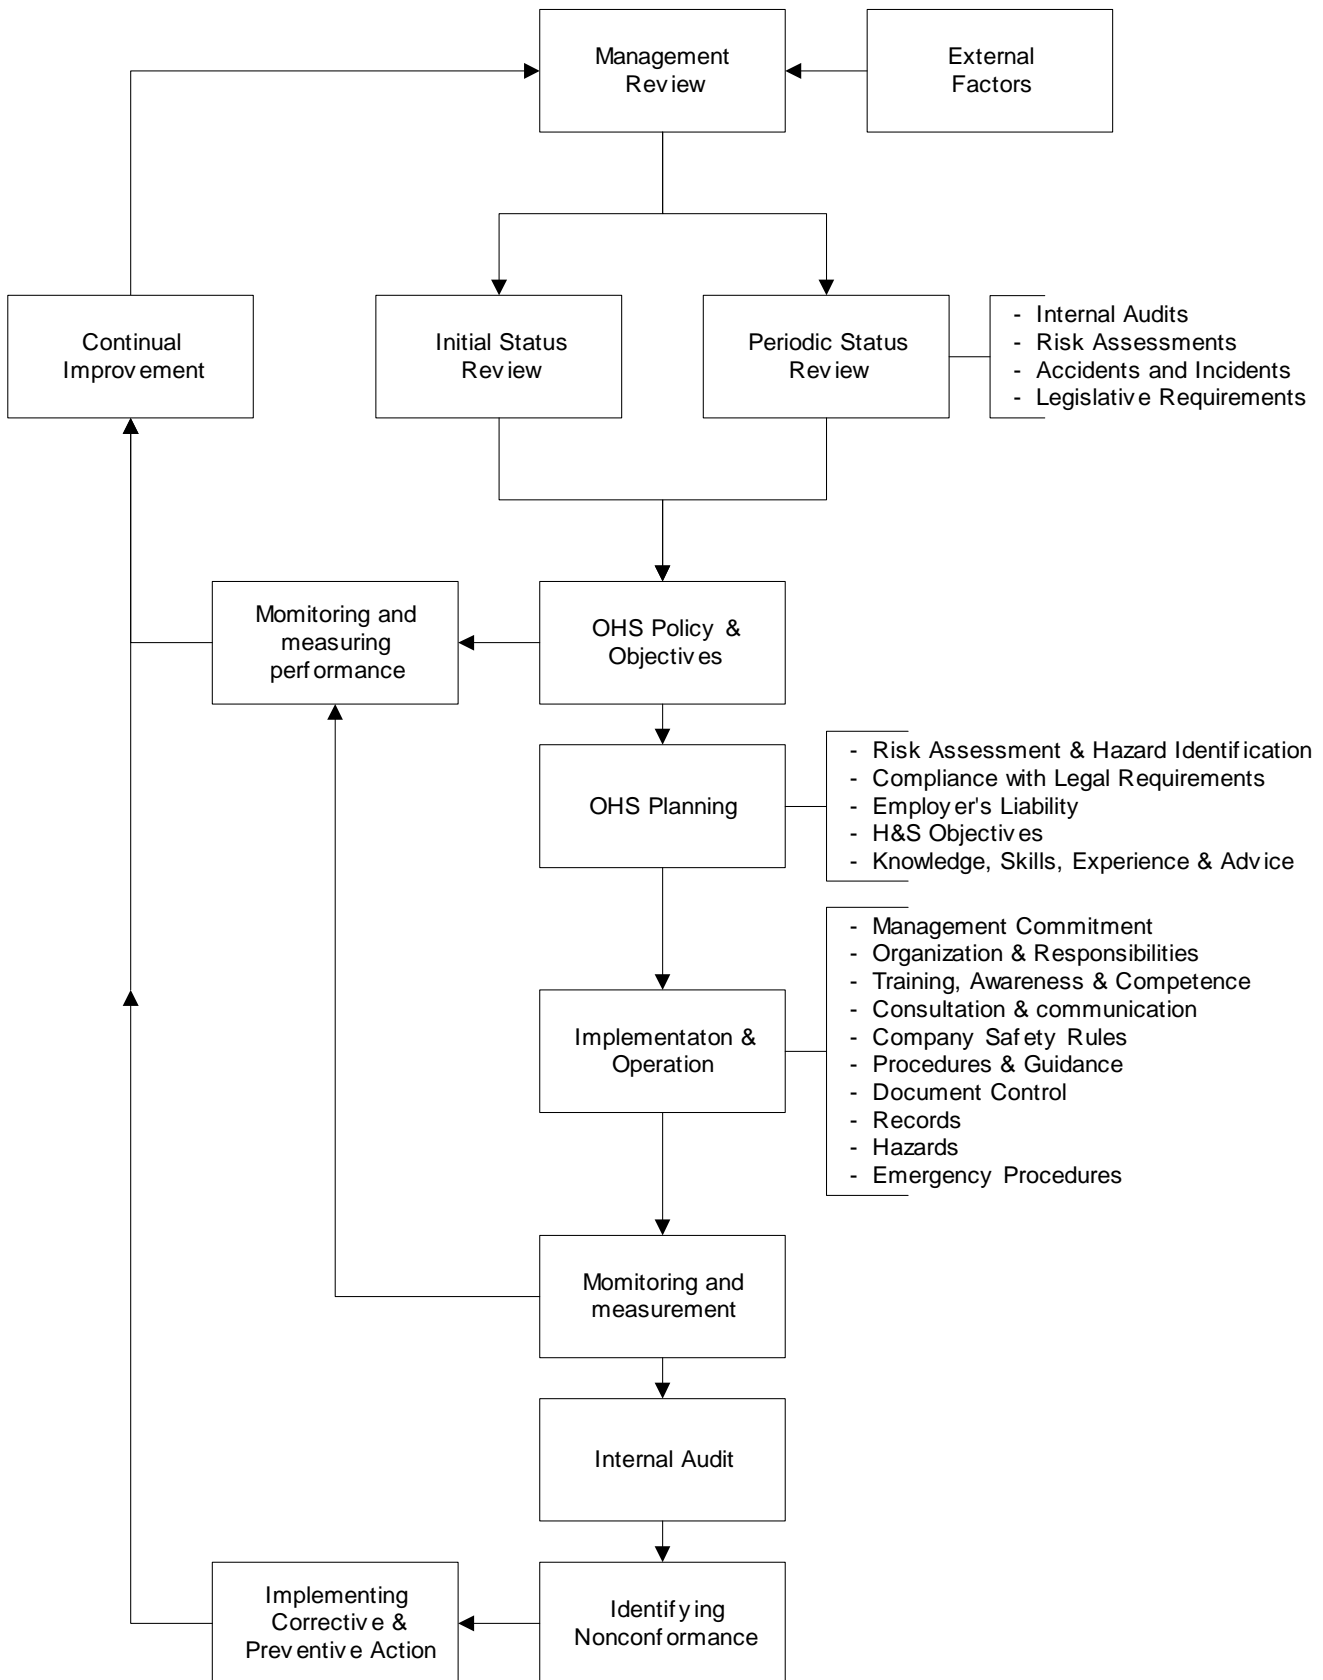 Management
Review
External
Factors
Continual
Improvement
Initial Status
Review
Periodic Status
Review
- Internal Audits
- Risk Assessments
- Accidents and Incidents
- Legislative Requirements
Momitoring and
measuring
performance
OHS Policy &
Objectives
OHS Planning
- Risk Assessment & Hazard Identification
- Compliance with Legal Requirements
- Employer's Liability
- H&S Objectives
- Knowledge, Skills, Experience & Advice
Implementaton &
Operation
- Management Commitment
- Organization & Responsibilities
- Training, Awareness & Competence
- Consultation & communication
- Company Safety Rules
- Procedures & Guidance
- Document Control
- Records
- Hazards
- Emergency Procedures
Momitoring and
measurement
Internal Audit
Implementing
Corrective &
Preventive Action
Identifying
Nonconformance